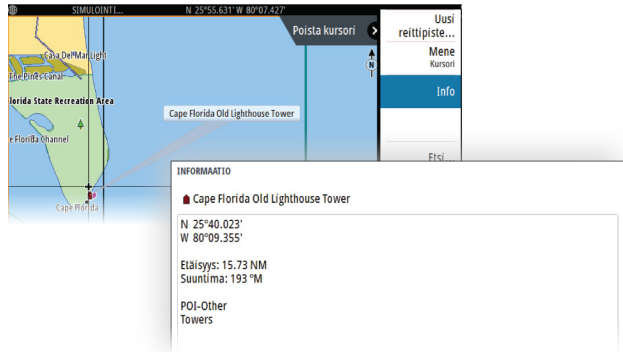 SIMULOINTI... N 25°55.631' W 80°07.427'
Poista kursori
Uusi
reittipiste...
Mene
Kursori
Info
Etsi...
N
Casa Del Mar Light
The Pines Canal
lorida State Recreation Area
Cape Florida Old Lighthouse Tower
e Florida Channel
Cape Florida
INFORMAATIO
Cape Florida Old Lighthouse Tower
N 25°40.023'
W 80°09.355'
Etäisyys: 15.73 NM
Suuntima: 193 °M
POI-Other
Towers